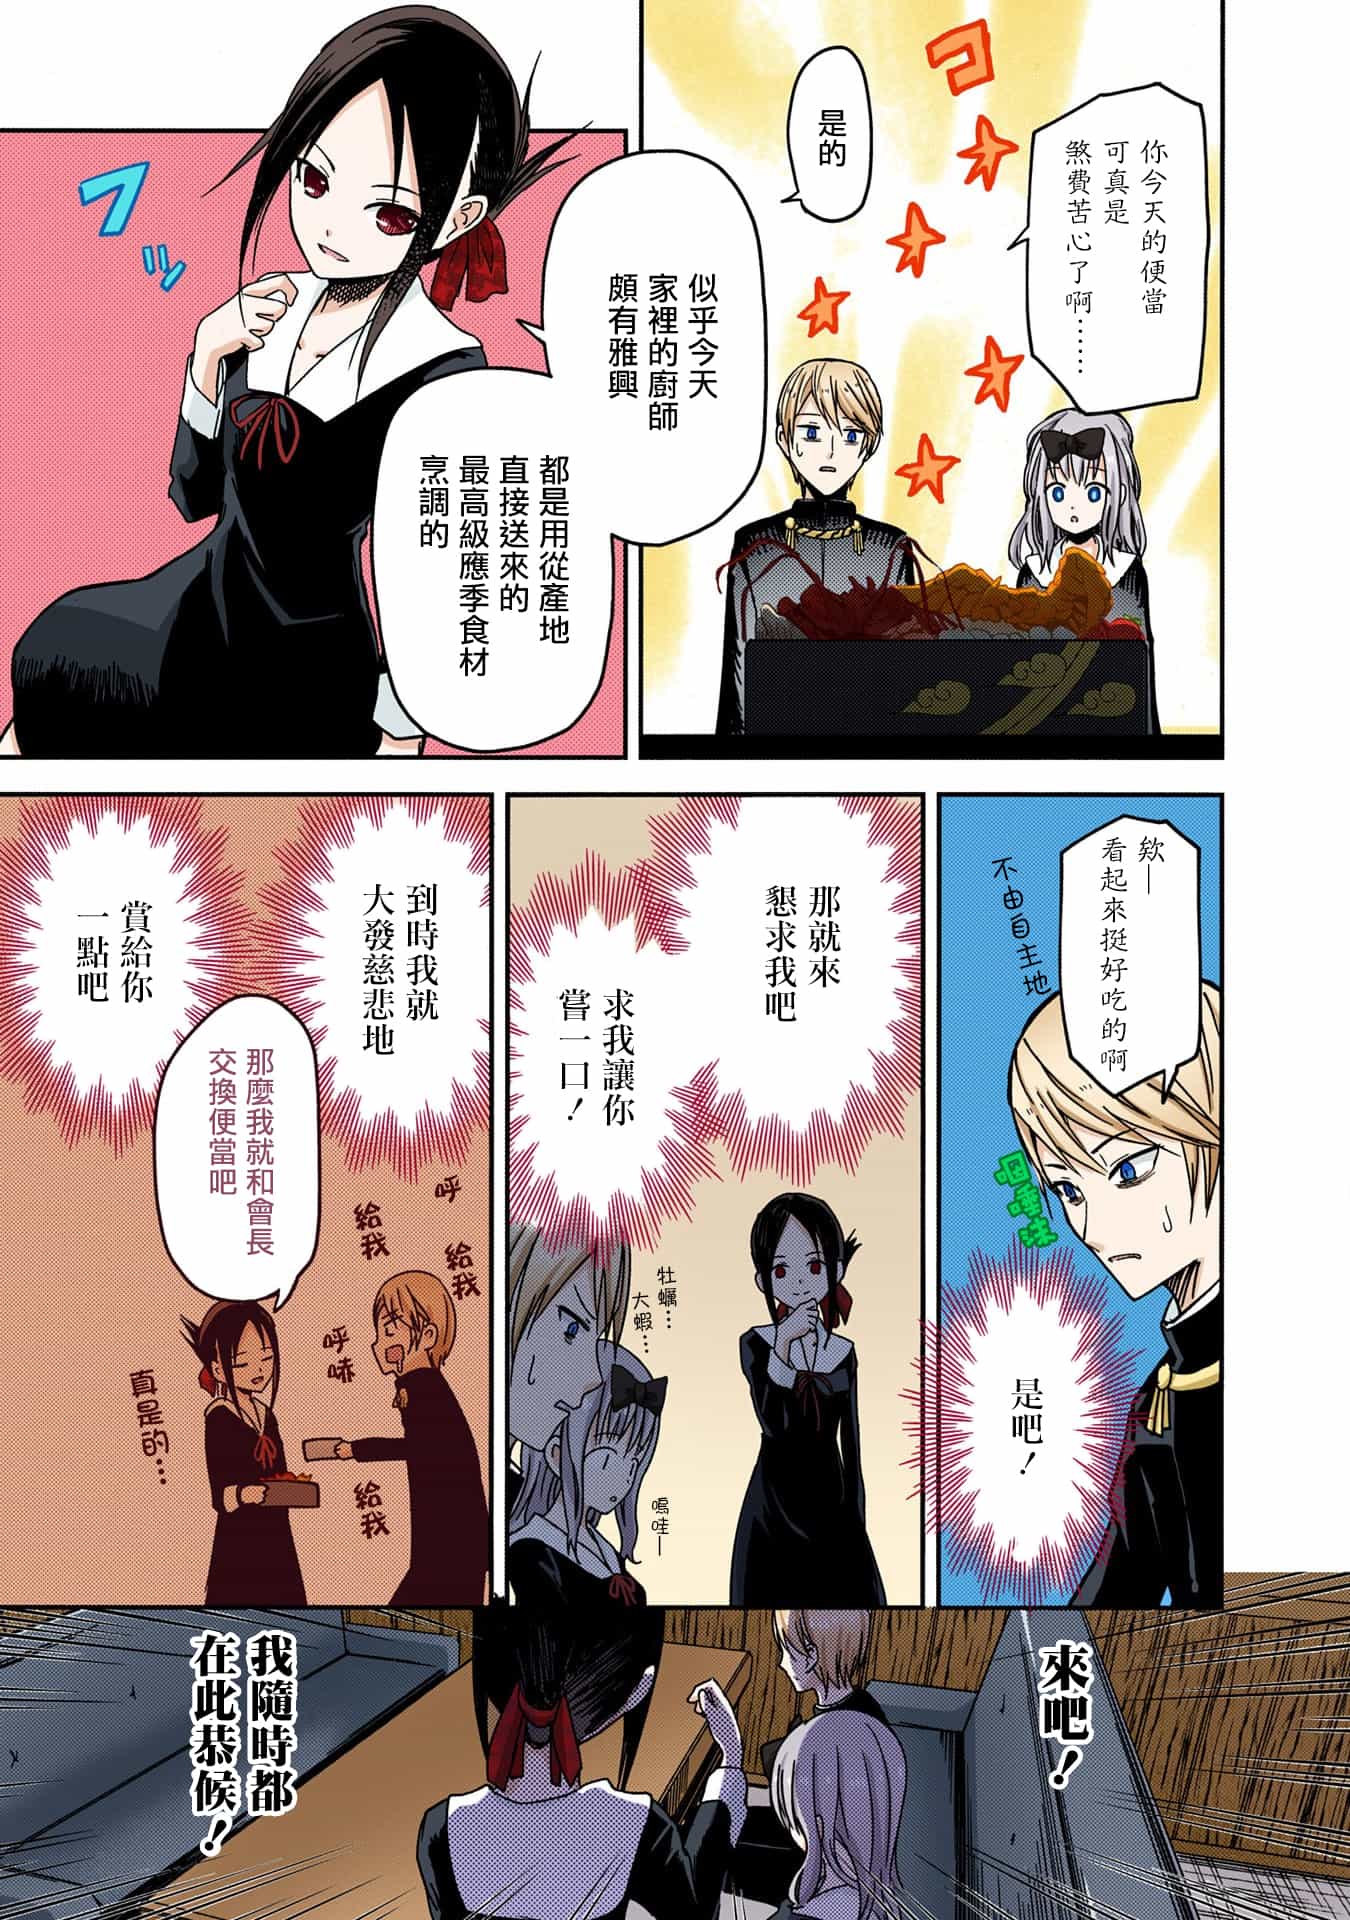 コ
你今天的便當
可真是
煞費苦心了啊……
是的
似乎今天
家裡的廚師
頗有雅興
都是用從產地
直接送來的
最高級應季食材
烹調的
フ
ッ
欸—
看起來挺好吃的啊
不由自主地
嚥唾沫
是吧！
那就來
懇求我吧
求我讓你
嘗一口！
牡蠣…
大蝦…
嗚哇—
到時我就
大發慈悲地
賞給你
一點吧
那麼我就和會長
交換便當吧
呼
給我
給我
呼哧
給我
真是的…
來吧！
我隨時都
在此恭候！